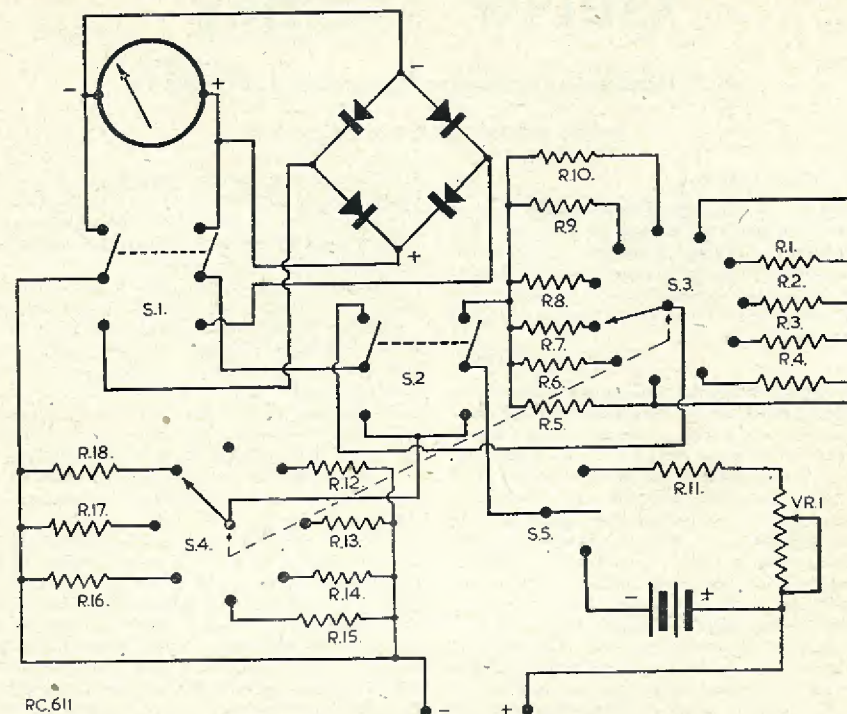 -
+
-
+
R.10.
R.9.
R.8.
R.7.
R.6.
R.5.
S.3.
R.1.
R.2.
R.3.
R.4.
S.1.
S.2
R.18.
R.17.
R.16.
S.4.
R.12.
R.13.
R.14.
R.15.
S.5.
R.11.
VR.1
- +
RC.611
- +